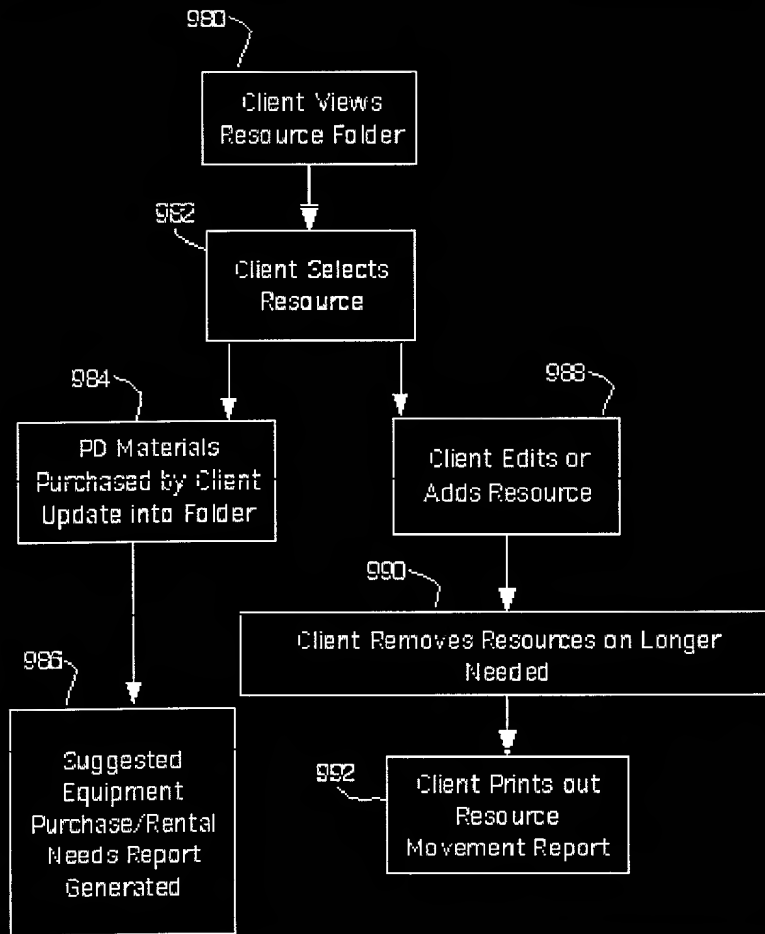 980
Client Views
Resource Folder
982
Client Selects
Resource
984
PD Materials
Purchased by Client
Update into Folder
988
Client Edits or
Adds Resource
990
Client Removes Resources on Longer
Needed
986
Suggested
Equipment
Purchase/Rental
Needs Report
Generated
992
Client Prints out
Resource
Movement Report